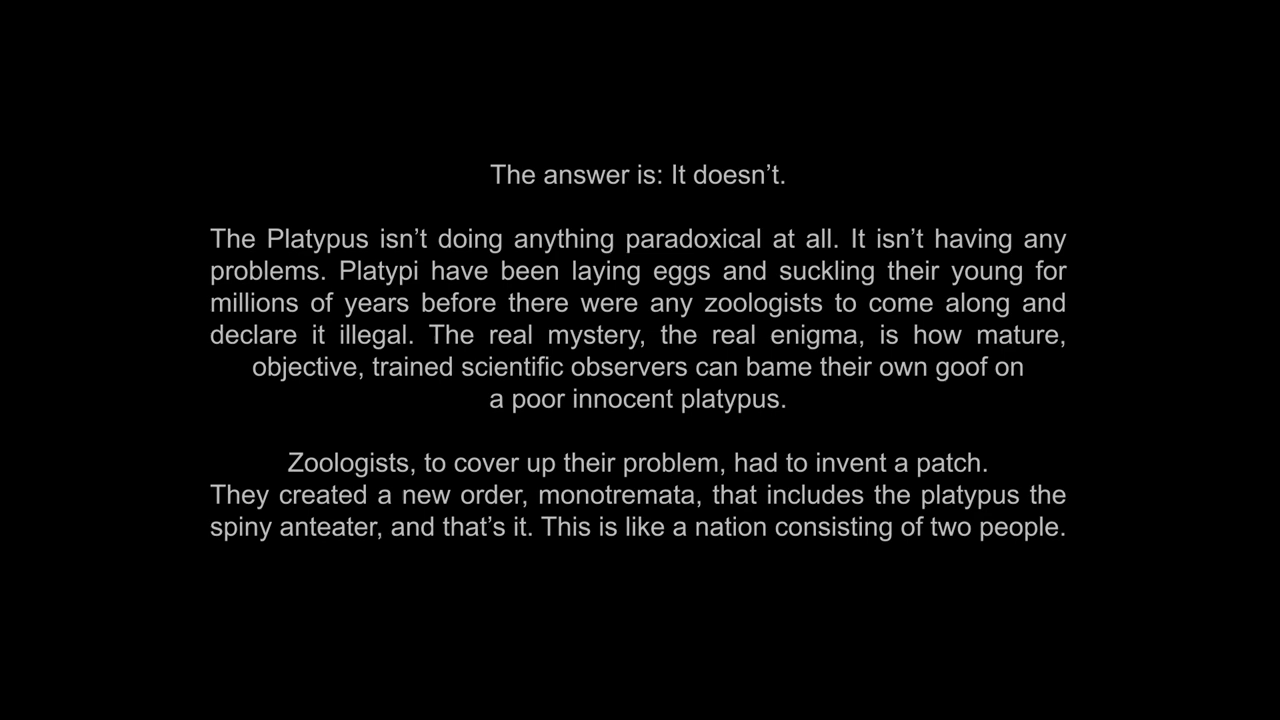 The answer is: It doesn’t.
The Platypus isn’t doing anything paradoxical at all. It isn’t having any
problems. Platypi have been laying eggs and suckling their young for
millions of years before there were any zoologists to come along and
declare it illegal. The real mystery, the real enigma, is how mature,
objective, trained scientific observers can bame their own goof on
a poor innocent platypus.
Zoologists, to cover up their problem, had to invent a patch.
They created a new order, monotremata, that includes the platypus the
spiny anteater, and that’s it. This is like a nation consisting of two people.